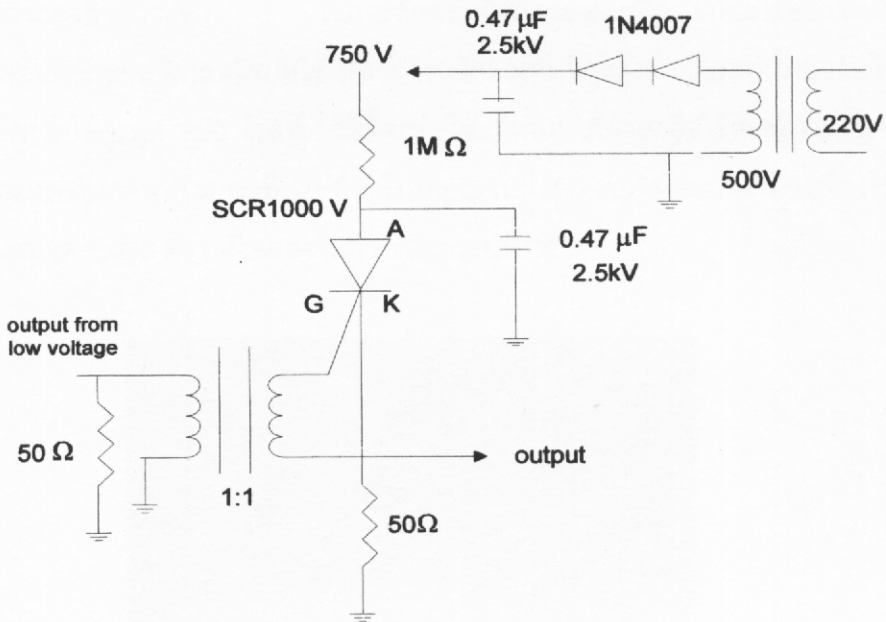 0.47 µF
2.5kV
1N4007
750 V
1M Ω
220V
500V
SCR1000 V
A
0.47 µF
2.5kV
G
K
output from
low voltage
50 Ω
1:1
output
50Ω